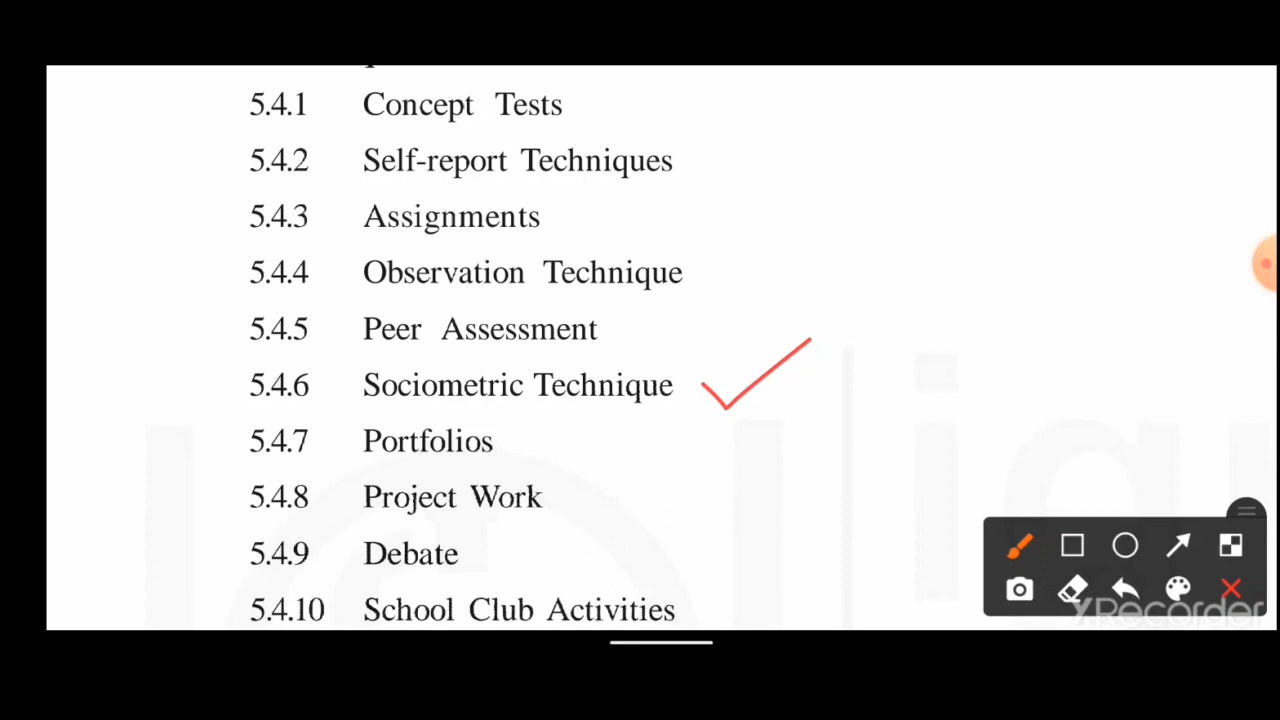 5.4.1 Concept Tests
5.4.2 Self-report Techniques
5.4.3 Assignments
5.4.4 Observation Technique
5.4.5 Peer Assessment
5.4.6 Sociometric Technique
5.4.7 Portfolios
5.4.8 Project Work
5.4.9 Debate
5.4.10 School Club Activities
XRecorder